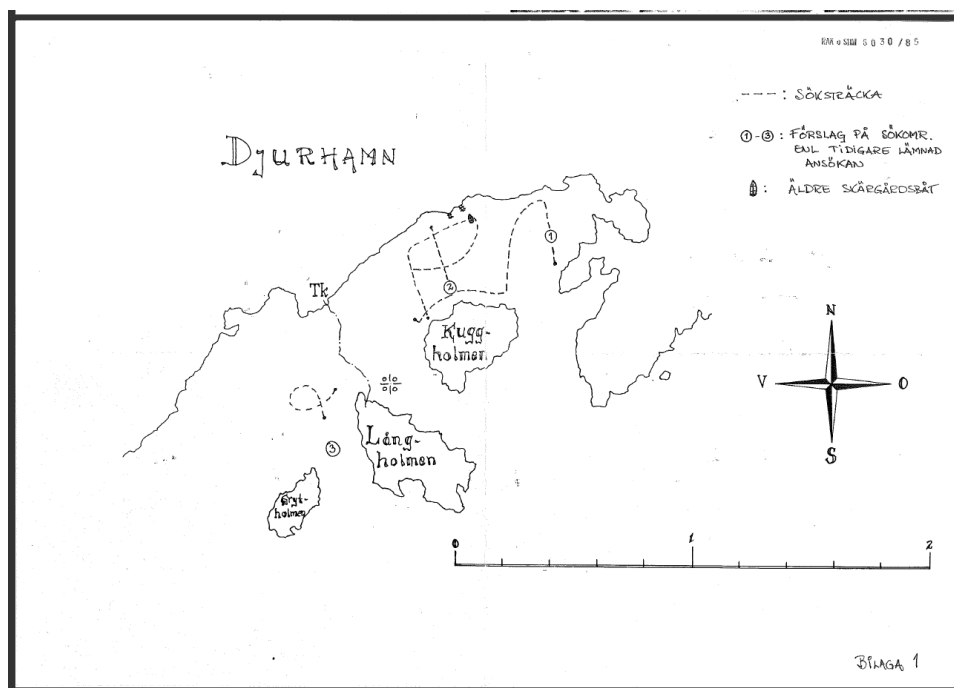 RAÄ o SHM 6030/85
----: SÖKSTRÄCKA
①-③: FÖRSLAG PÅ SÖKOMR.
ENL TIDIGARE LÄMNAD
ANSÖKAN
: ÄLDRE SKÄRGÅRDSBÅT
DJURHAMN
①
Tk
②
Kugg-
holmen
N
V O
S
③
Lång-
holmen
Gryt-
holmen
0 1 2
BILAGA 1